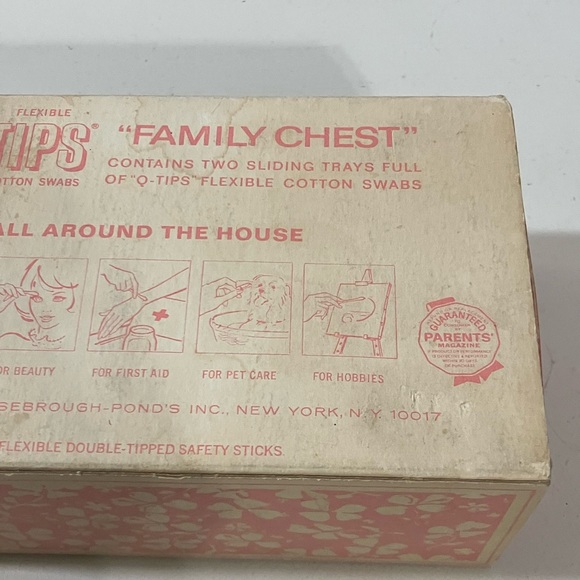 FLEXIBLE
TIPS®
COTTON SWABS
"FAMILY CHEST"
CONTAINS TWO SLIDING TRAYS FULL
OF "Q-TIPS" FLEXIBLE COTTON SWABS
ALL AROUND THE HOUSE
OR BEAUTY
FOR FIRST AID
FOR PET CARE
FOR HOBBIES
GUARANTEED
PARENTS'
MAGAZINE
SEBROUGH-POND'S INC., NEW YORK, N.Y. 10017
FLEXIBLE DOUBLE-TIPPED SAFETY STICKS